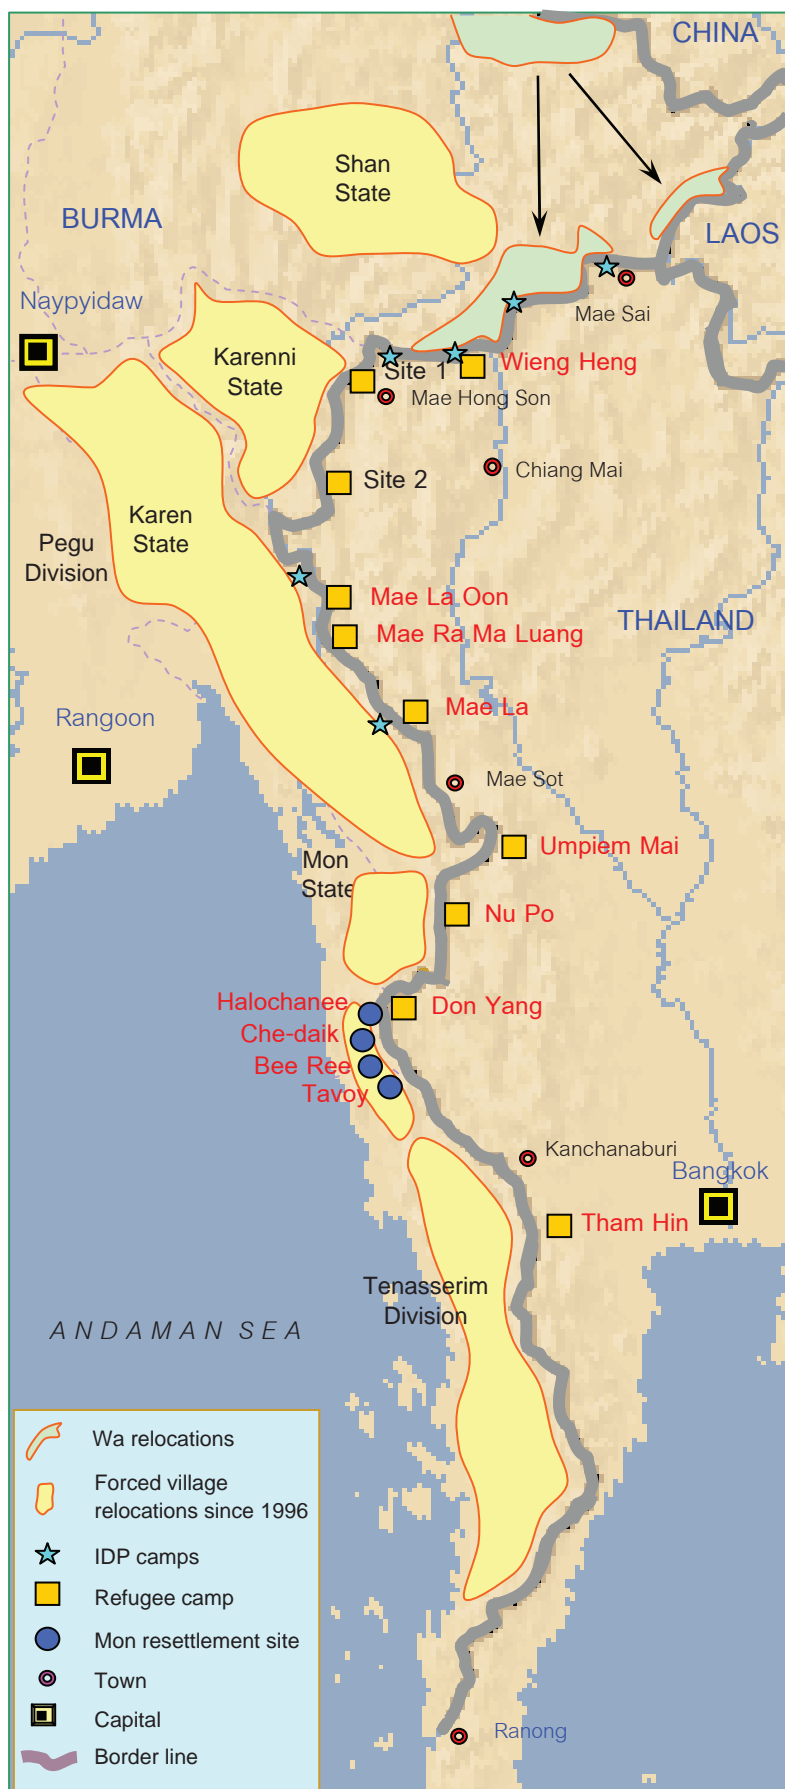 CHINA
Shan
State
BURMA
LAOS
Naypyidaw
Mae Sai
Karenni
State
Site 1
Wieng Heng
Mae Hong Son
Chiang Mai
Site 2
Karen
State
Pegu
Division
Mae La Oon
THAILAND
Mae Ra Ma Luang
Mae La
Rangoon
Mae Sot
Umpiem Mai
Mon
State
Nu Po
Halochanee
Don Yang
Che-daik
Bee Ree
Tavoy
Kanchanaburi
Bangkok
Tham Hin
Tenasserim
Division
ANDAMAN SEA
Wa relocations
Forced village
relocations since 1996
IDP camps
Refugee camp
Mon resettlement site
Town
Capital
Border line
Ranong